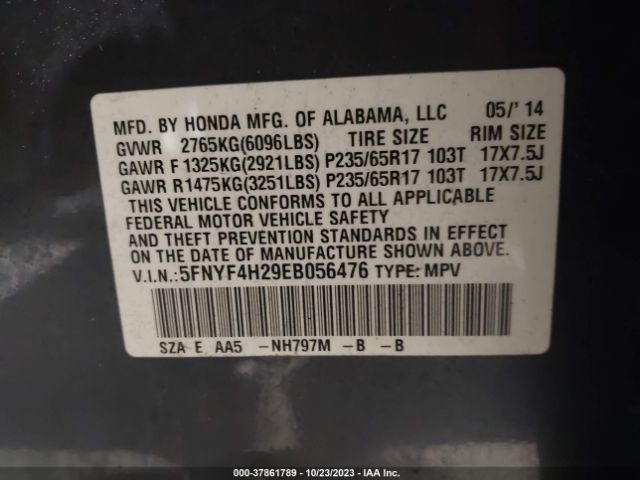 MFD. BY HONDA MFG. OF ALABAMA, LLC 05/'14
GVWR 2765KG(6096LBS) TIRE SIZE RIM SIZE
GAWR F 1325KG(2921LBS) P235/65R17 103T 17X7.5J
GAWR R1475KG(3251LBS) P235/65R17 103T 17X7.5J
THIS VEHICLE CONFORMS TO ALL APPLICABLE
FEDERAL MOTOR VEHICLE SAFETY
AND THEFT PREVENTION STANDARDS IN EFFECT
ON THE DATE OF MANUFACTURE SHOWN ABOVE.
V.I.N.:5FNYF4H29EB056476 TYPE: MPV
SZA E AA5 -NH797M -B -B
Stock: 37861789 - 10/23/2023 - IAA Inc.